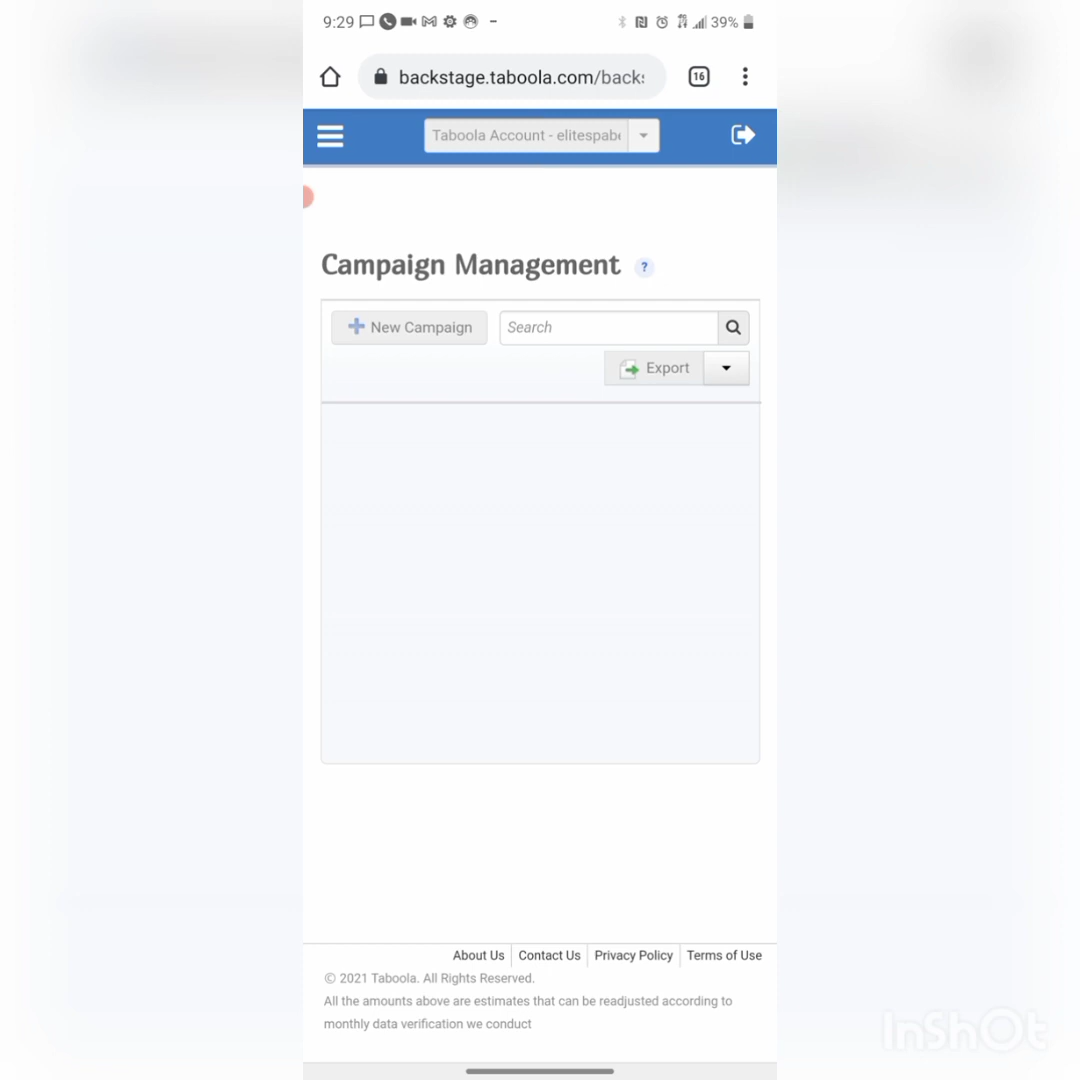 9:29 39%
backstage.taboola.com/back: 16
Taboola Account - elitespab
Campaign Management ?
New Campaign Search
Export
About Us Contact Us Privacy Policy Terms of Use
© 2021 Taboola. All Rights Reserved.
All the amounts above are estimates that can be readjusted according to
monthly data verification we conduct
InShOt